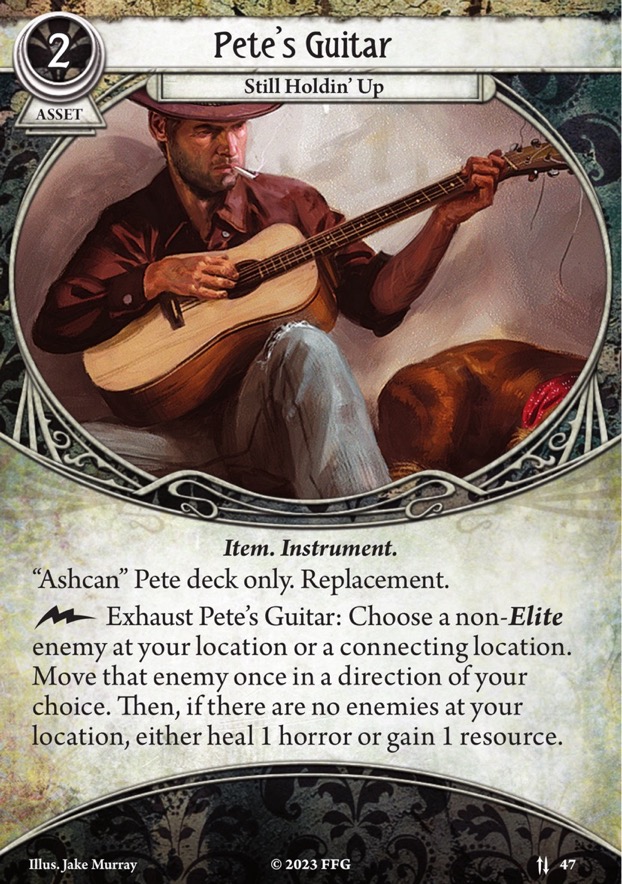 2
Pete's Guitar
ASSET
Still Holdin' Up
Item. Instrument.
“Ashcan” Pete deck only. Replacement.
Exhaust Pete's Guitar: Choose a non-Elite
enemy at your location or a connecting location.
Move that enemy once in a direction of your
choice. Then, if there are no enemies at your
location, either heal 1 horror or gain 1 resource.
Illus. Jake Murray
© 2023 FFG
47